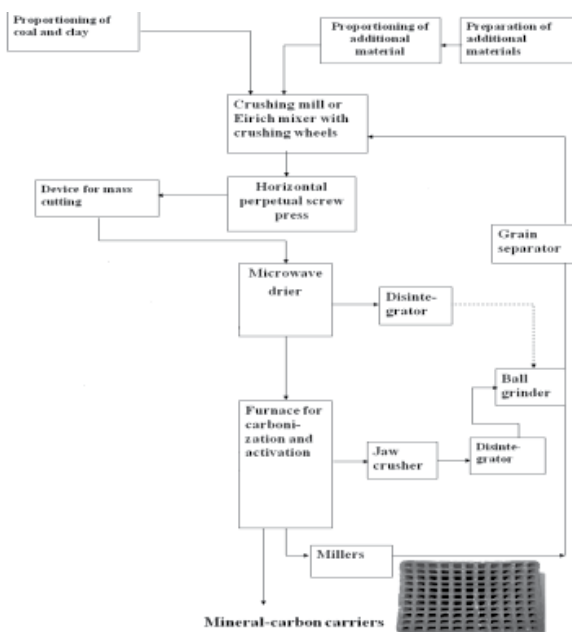 Proportioning of
coal and clay
Proportioning of
additional
material
Preparation of
additional
materials
Crushing mill or
Eirich mixer with
crushing wheels
Device for mass
cutting
Horizontal
perpetual screw
press
Grain
separator
Microwave
drier
Disinte-
grator
Ball
grinder
Furnace for
carboni-
zation and
activation
Jaw
crusher
Disinte-
grator
Millers
Mineral-carbon carriers